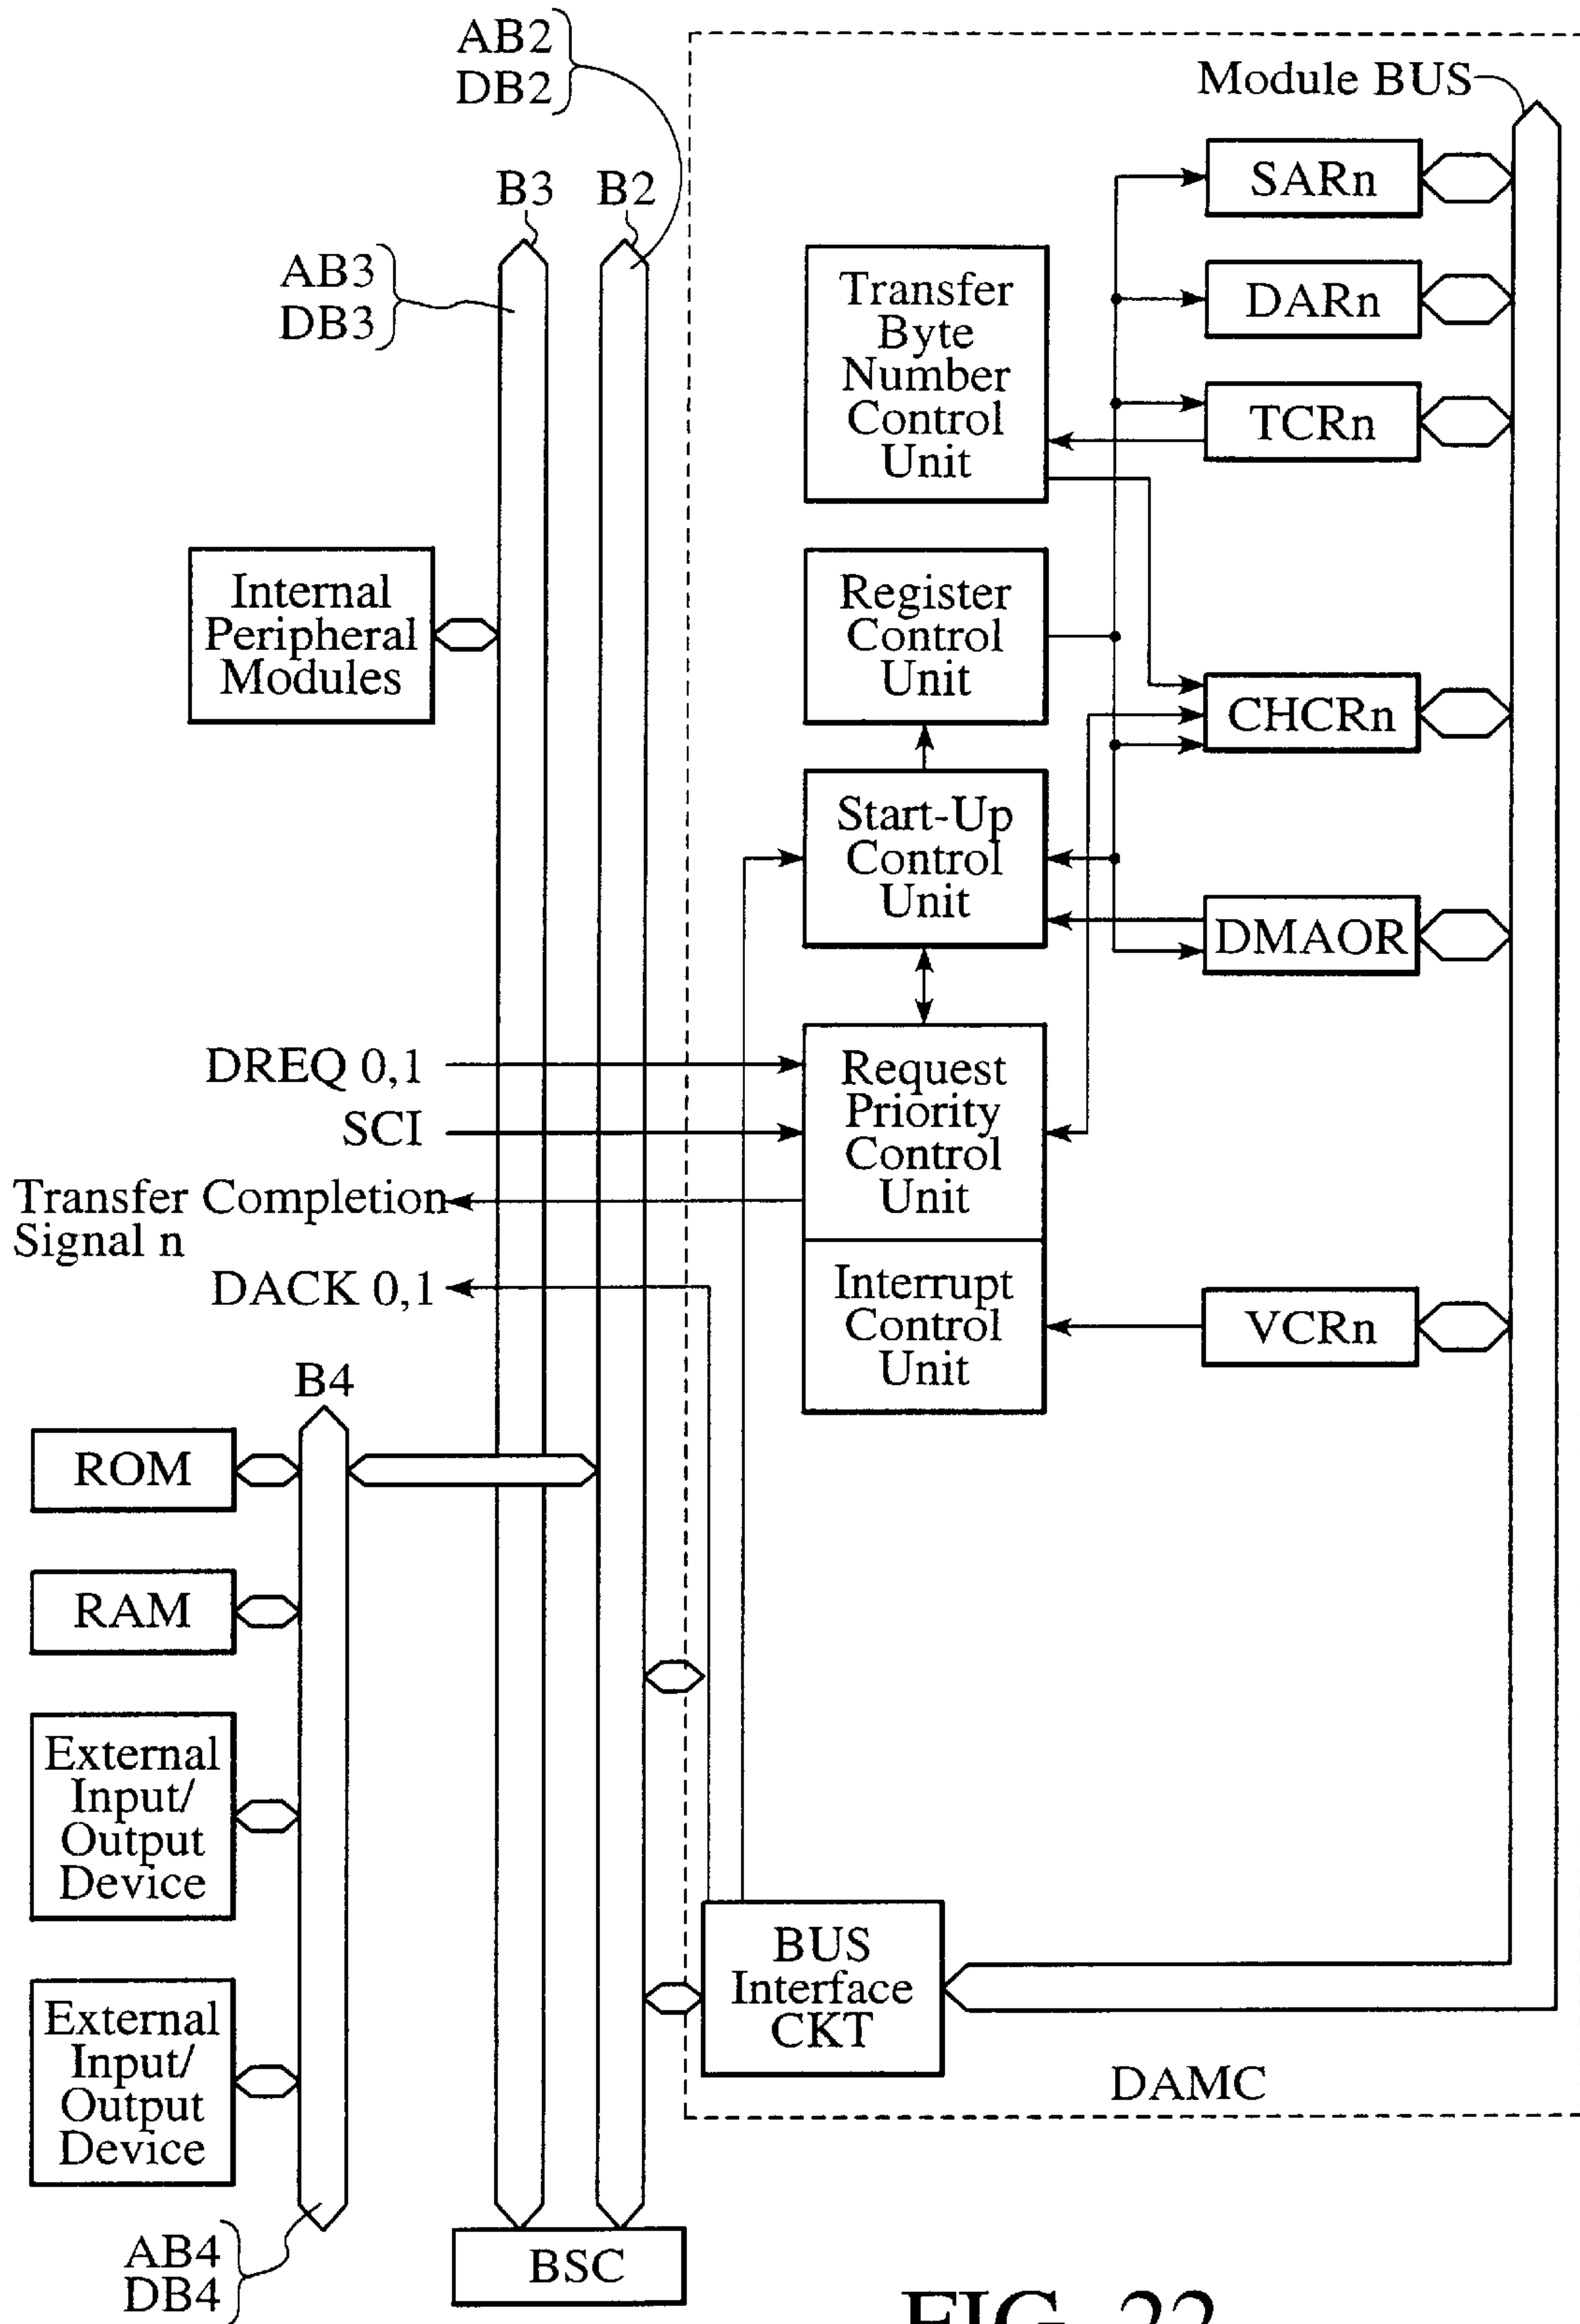 AB2
DB2
Module BUS
B3
B2
AB3
DB3
SARn
DARn
TCRn
Transfer
Byte
Number
Control
Unit
Internal
Peripheral
Modules
Register
Control
Unit
CHCRn
Start-Up
Control
Unit
DMAOR
DREQ 0,1
SCI
Transfer Completion
Signal n
DACK 0,1
Request
Priority
Control
Unit
Interrupt
Control
Unit
VCRn
B4
ROM
RAM
External
Input/
Output
Device
External
Input/
Output
Device
BUS
Interface
CKT
DAMC
AB4
DB4
BSC
FIG. 22